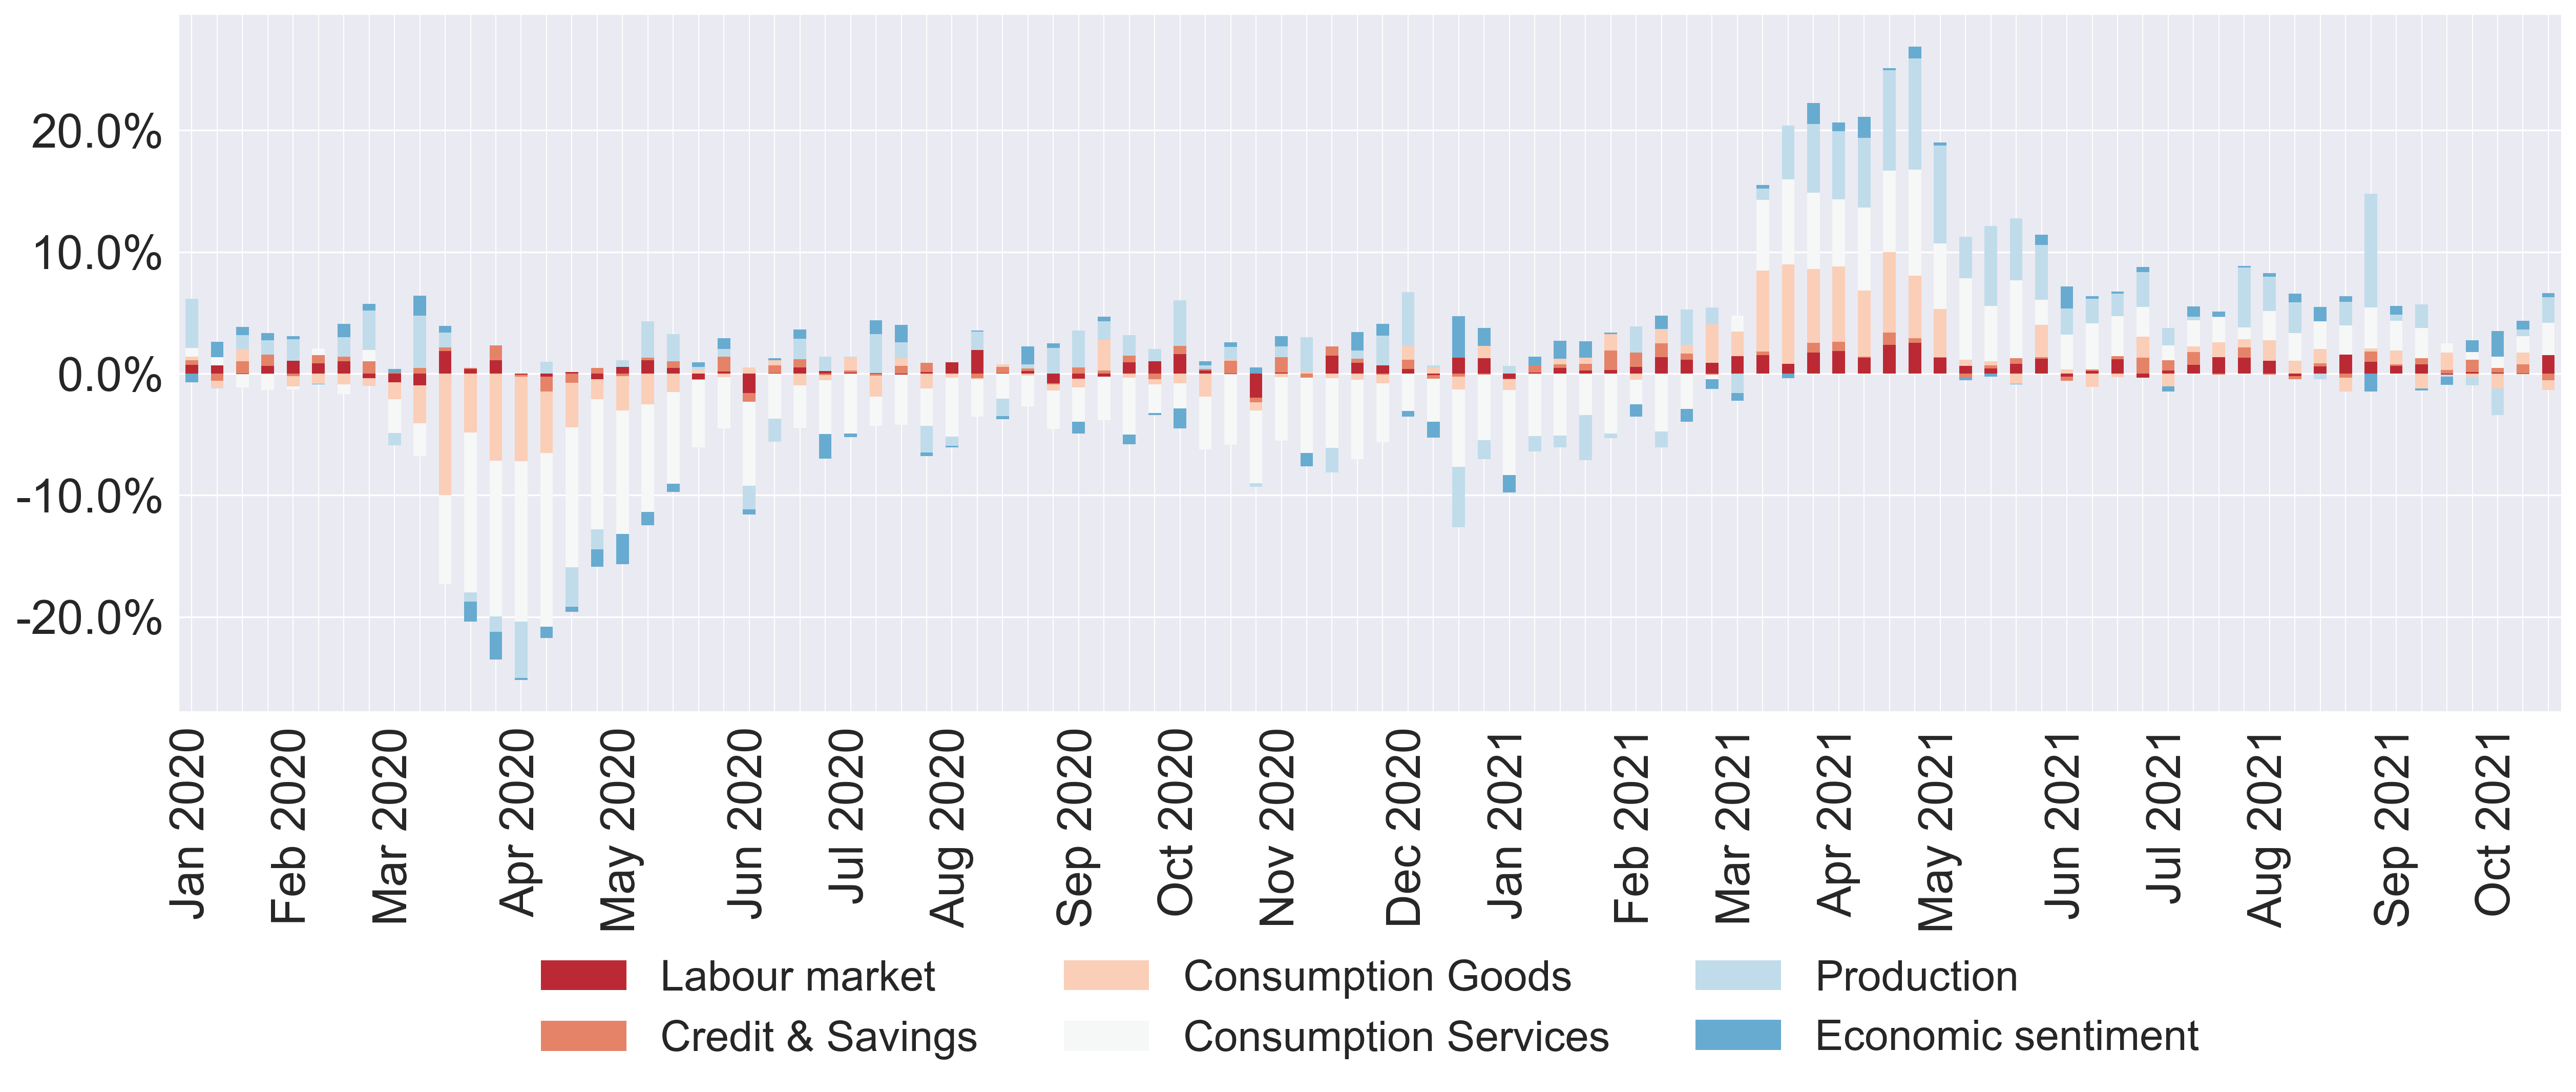 20.0%
10.0%
0.0%
-10.0%
-20.0%
Jan 2020
Feb 2020
Mar 2020
Apr 2020
May 2020
Jun 2020
Jul 2020
Aug 2020
Sep 2020
Oct 2020
Nov 2020
Dec 2020
Jan 2021
Feb 2021
Mar 2021
Apr 2021
May 2021
Jun 2021
Jul 2021
Aug 2021
Sep 2021
Oct 2021
Labour market
Consumption Goods
Production
Credit & Savings
Consumption Services
Economic sentiment